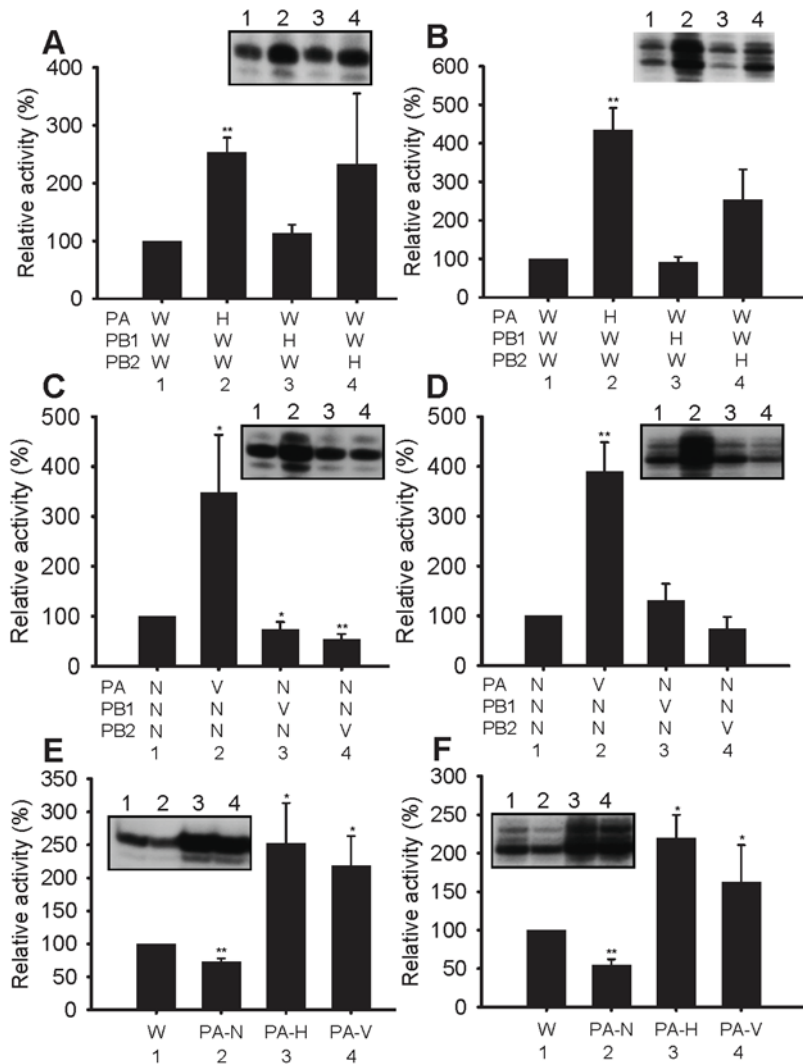 A
1 2 3 4
Relative activity (%)
400
300
250
200
100
0
**
PA W H W W
PB1 W W H W
PB2 W W W H
1 2 3 4
B
1 2 3 4
Relative activity (%)
600
500
400
300
200
100
0
**
PA W H W W
PB1 W W H W
PB2 W W W H
1 2 3 4
C
1 2 3 4
Relative activity (%)
500
400
300
200
100
0
* * **
PA N V N N
PB1 N N V N
PB2 N N N V
1 2 3 4
D
1 2 3 4
Relative activity (%)
500
400
300
200
100
0
**
PA N V N N
PB1 N N V N
PB2 N N N V
1 2 3 4
E
1 2 3 4
Relative activity (%)
350
300
250
200
150
100
50
0
** * *
W PA-N PA-H PA-V
1 2 3 4
F
1 2 3 4
Relative activity (%)
300
250
200
150
100
50
0
** * *
W PA-N PA-H PA-V
1 2 3 4